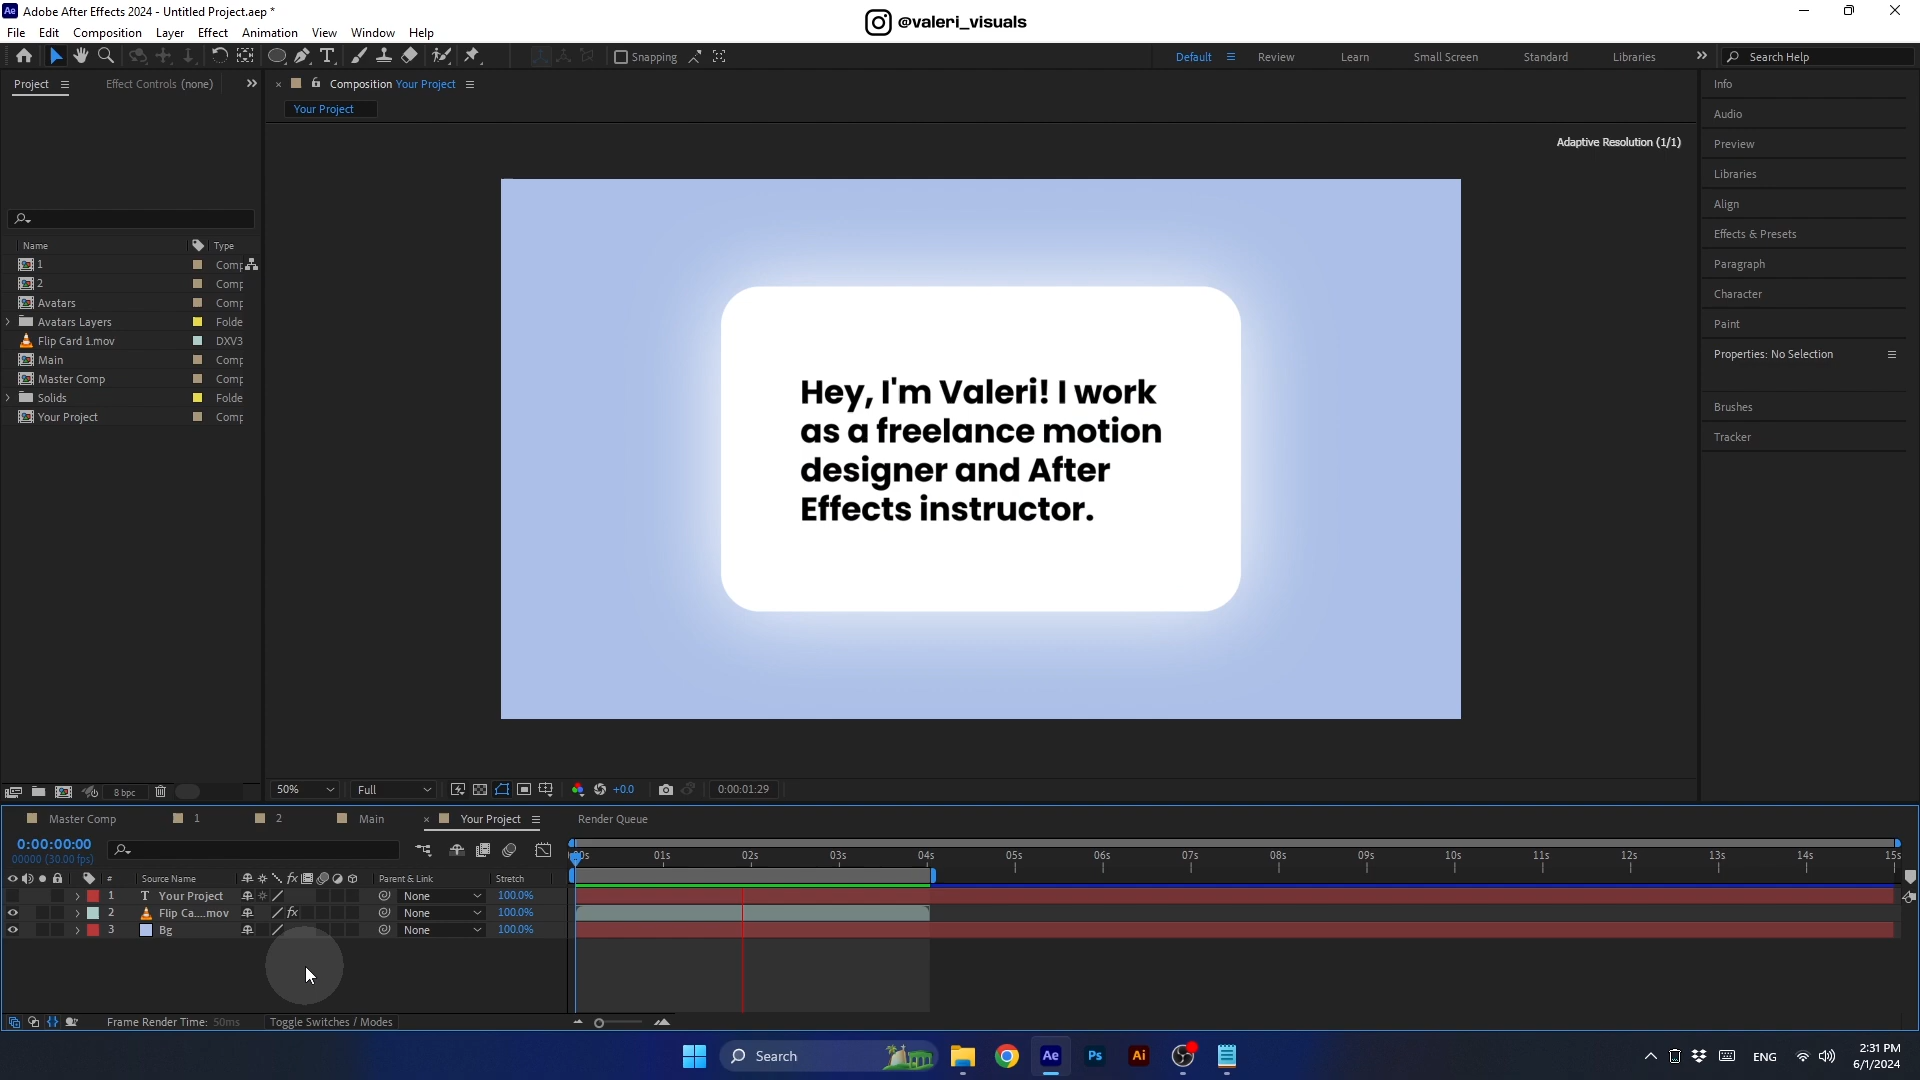 Ae Adobe After Effects 2024 - Untitled Project.aep *
@valeri_visuals
File Edit Composition Layer Effect Animation View Window Help
Snapping
Default Review Learn Small Screen Standard Libraries Search Help
Project Effect Controls (none) Composition Your Project Info
Your Project
Audio
Adaptive Resolution (1/1)
Preview
Libraries
Align
Effects & Presets
Paragraph
Character
Paint
Properties: No Selection
Brushes
Tracker
Name Type
1 Comp
2 Comp
Avatars Comp
Avatars Layers Folde
Flip Card 1.mov DXV3
Main Comp
Master Comp Comp
Solids Folde
Your Project Comp
Hey, I'm Valeri! I work
as a freelance motion
designer and After
Effects instructor.
8 bpc 50% Full +0.0 0:00:01:29
Master Comp 1 2 Main Your Project Render Queue
0:00:00:00
00000 (30.00 fps)
00s 01s 02s 03s 04s 05s 06s 07s 08s 09s 10s 11s 12s 13s 14s 15s
# Source Name fx Parent & Link Stretch
1 T Your Project None 100.0%
2 Flip Ca....mov fx None 100.0%
3 Bg None 100.0%
Frame Render Time: 50ms Toggle Switches / Modes
Search Ae Ps Ai ENG 2:31 PM
6/1/2024